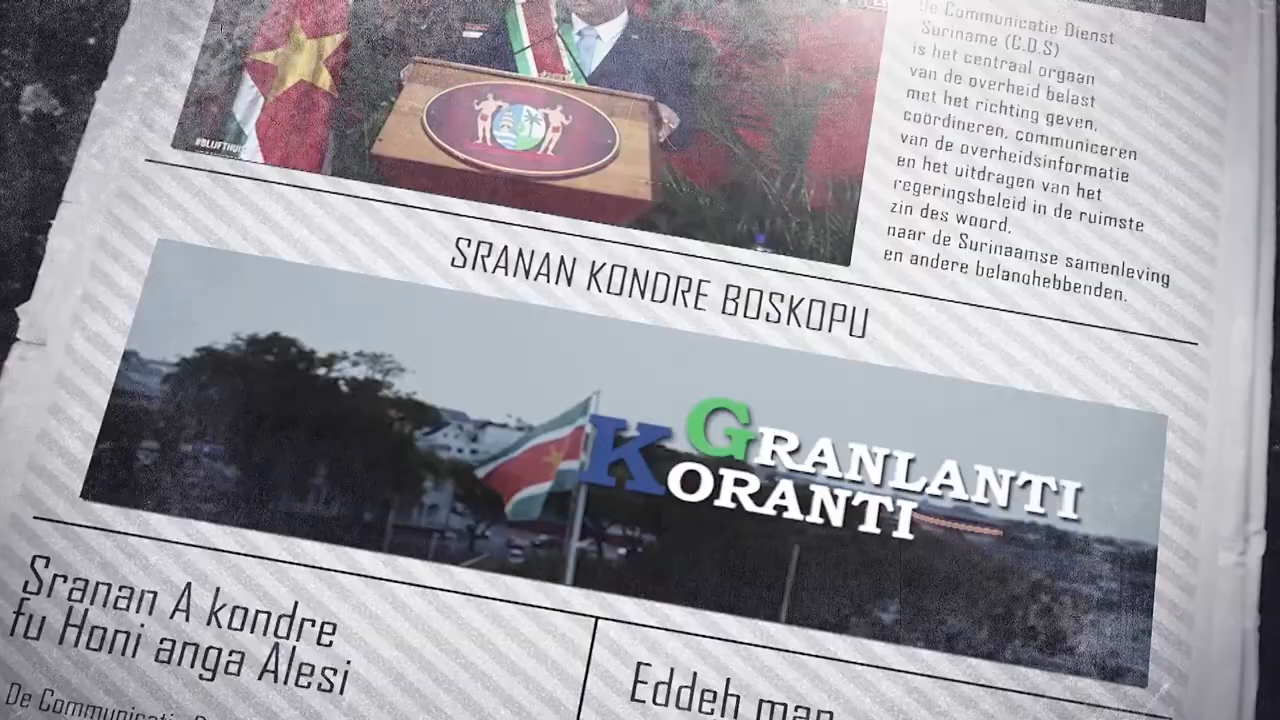 De Communicatie Dienst
Suriname (C.D.S)
is het centraal orgaan
van de overheid belast
met het richting geven,
coördineren, communiceren
van de overheidsinformatie
en het uitdragen van het
regeringsbeleid in de ruimste
zin des woord.
naar de Surinaamse samenleving
en andere belanghebbenden.
SRANAN KONDRE BOSKOPU
GRANLANTI
KORANTI
Sranan A kondre
fu Honi anga Alesi
Eddeh man
De Communicatie